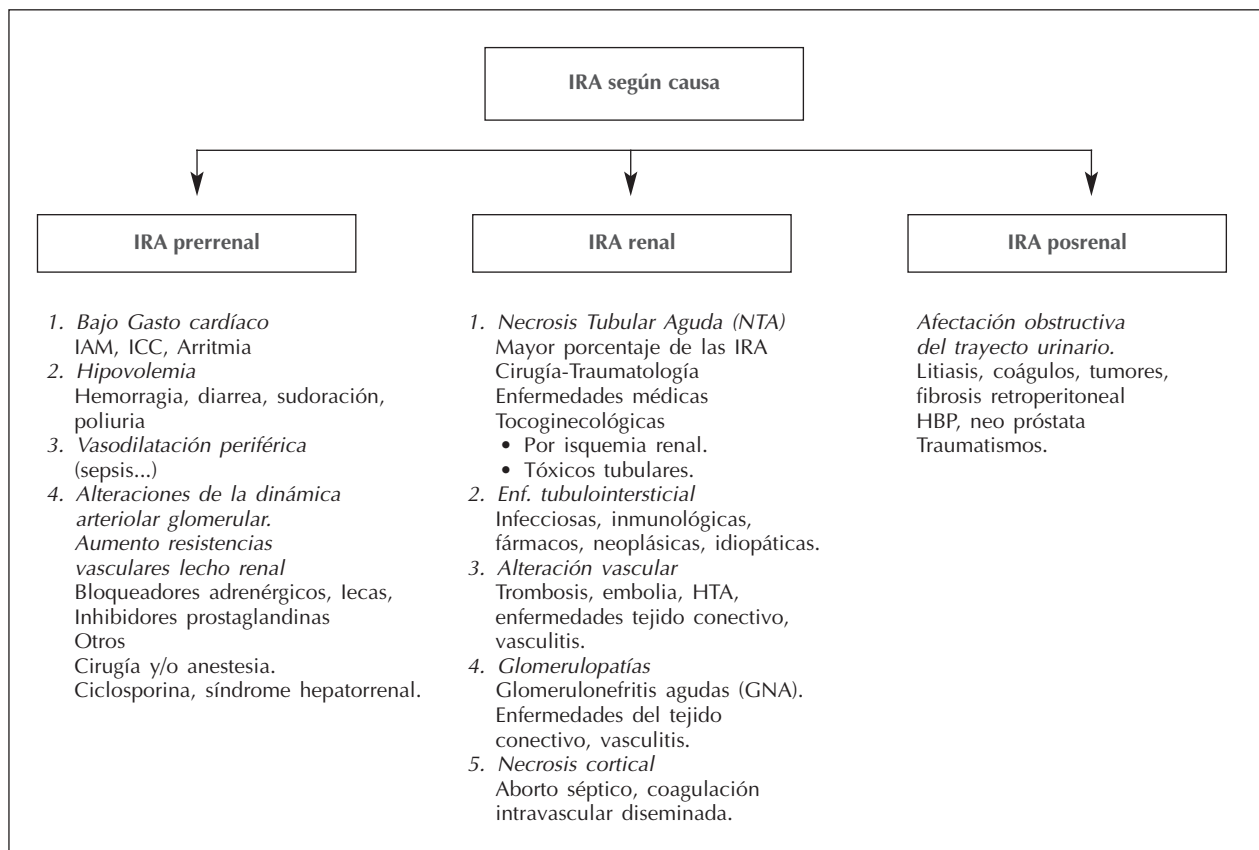 IRA según causa
IRA prerrenal
1. Bajo Gasto cardíaco
IAM, ICC, Arritmia
2. Hipovolemia
Hemorragia, diarrea, sudoración,
poliuria
3. Vasodilatación periférica
(sepsis...)
4. Alteraciones de la dinámica
arteriolar glomerular.
Aumento resistencias
vasculares lecho renal
Bloqueadores adrenérgicos, Iecas,
Inhibidores prostaglandinas
Otros
Cirugía y/o anestesia.
Ciclosporina, síndrome hepatorrenal.
IRA renal
1. Necrosis Tubular Aguda (NTA)
Mayor porcentaje de las IRA
Cirugía-Traumatología
Enfermedades médicas
Tocoginecológicas
• Por isquemia renal.
• Tóxicos tubulares.
2. Enf. tubulointersticial
Infecciosas, inmunológicas,
fármacos, neoplásicas, idiopáticas.
3. Alteración vascular
Trombosis, embolia, HTA,
enfermedades tejido conectivo,
vasculitis.
4. Glomerulopatías
Glomerulonefritis agudas (GNA).
Enfermedades del tejido
conectivo, vasculitis.
5. Necrosis cortical
Aborto séptico, coagulación
intravascular diseminada.
IRA posrenal
Afectación obstructiva
del trayecto urinario.
Litiasis, coágulos, tumores,
fibrosis retroperitoneal
HBP, neo próstata
Traumatismos.